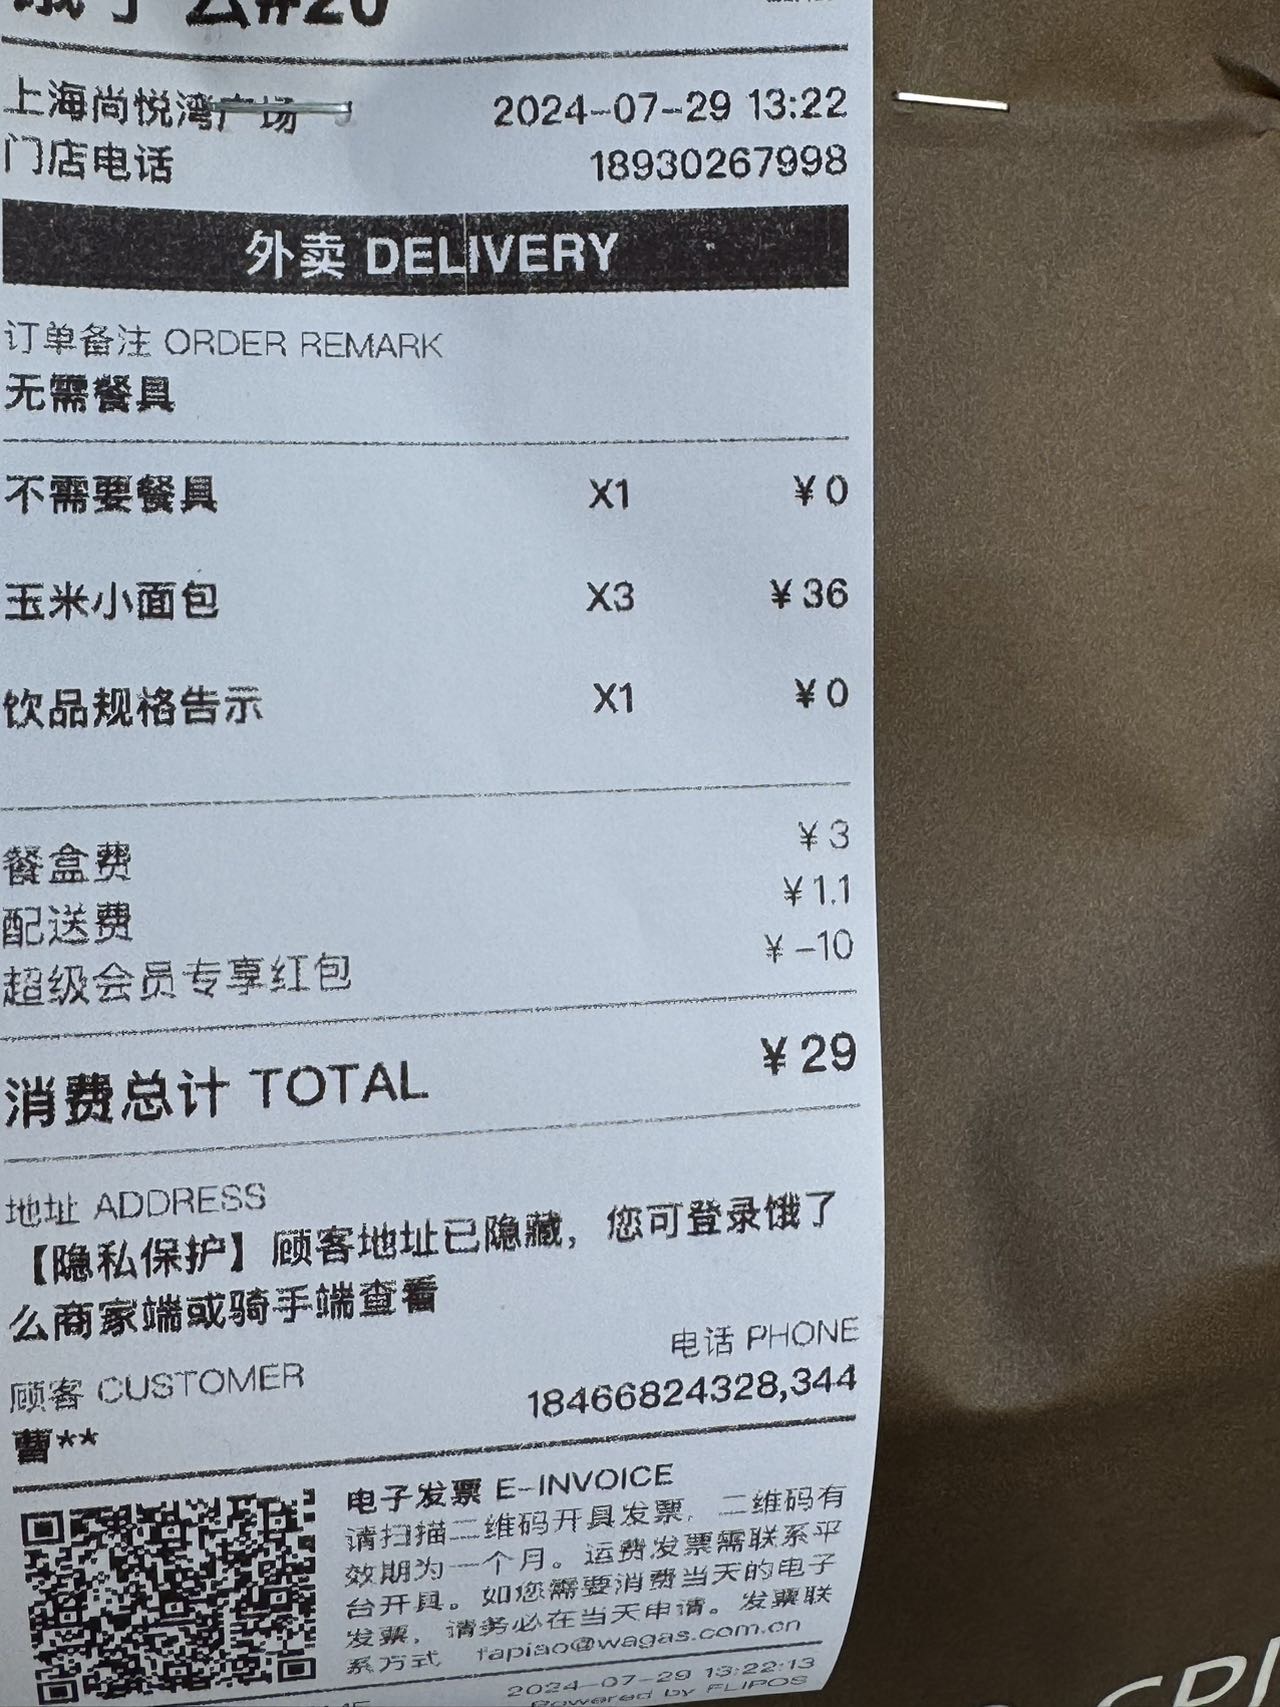 饿了么#20
上海尚悦湾广场
2024-07-29 13:22
门店电话
18930267998
外卖 DELIVERY
订单备注 ORDER REMARK
无需餐具
不需要餐具 X1 ¥0
玉米小面包 X3 ¥36
饮品规格告示 X1 ¥0
餐盒费 ¥3
配送费 ¥1.1
超级会员专享红包 ¥-10
消费总计 TOTAL ¥29
地址 ADDRESS
【隐私保护】顾客地址已隐藏，您可登录饿了
么商家端或骑手端查看
顾客 CUSTOMER
电话 PHONE
曹**
18466824328,344
电子发票 E-INVOICE
请扫描二维码开具发票，二维码有
效期为一个月。运费发票需联系平
台开具。如您需要消费当天的电子
发票，请务必在当天申请。发票联
系方式 fapiao@wagas.com.cn
2024-07-29 13:22:13
Powered by FLIPOS